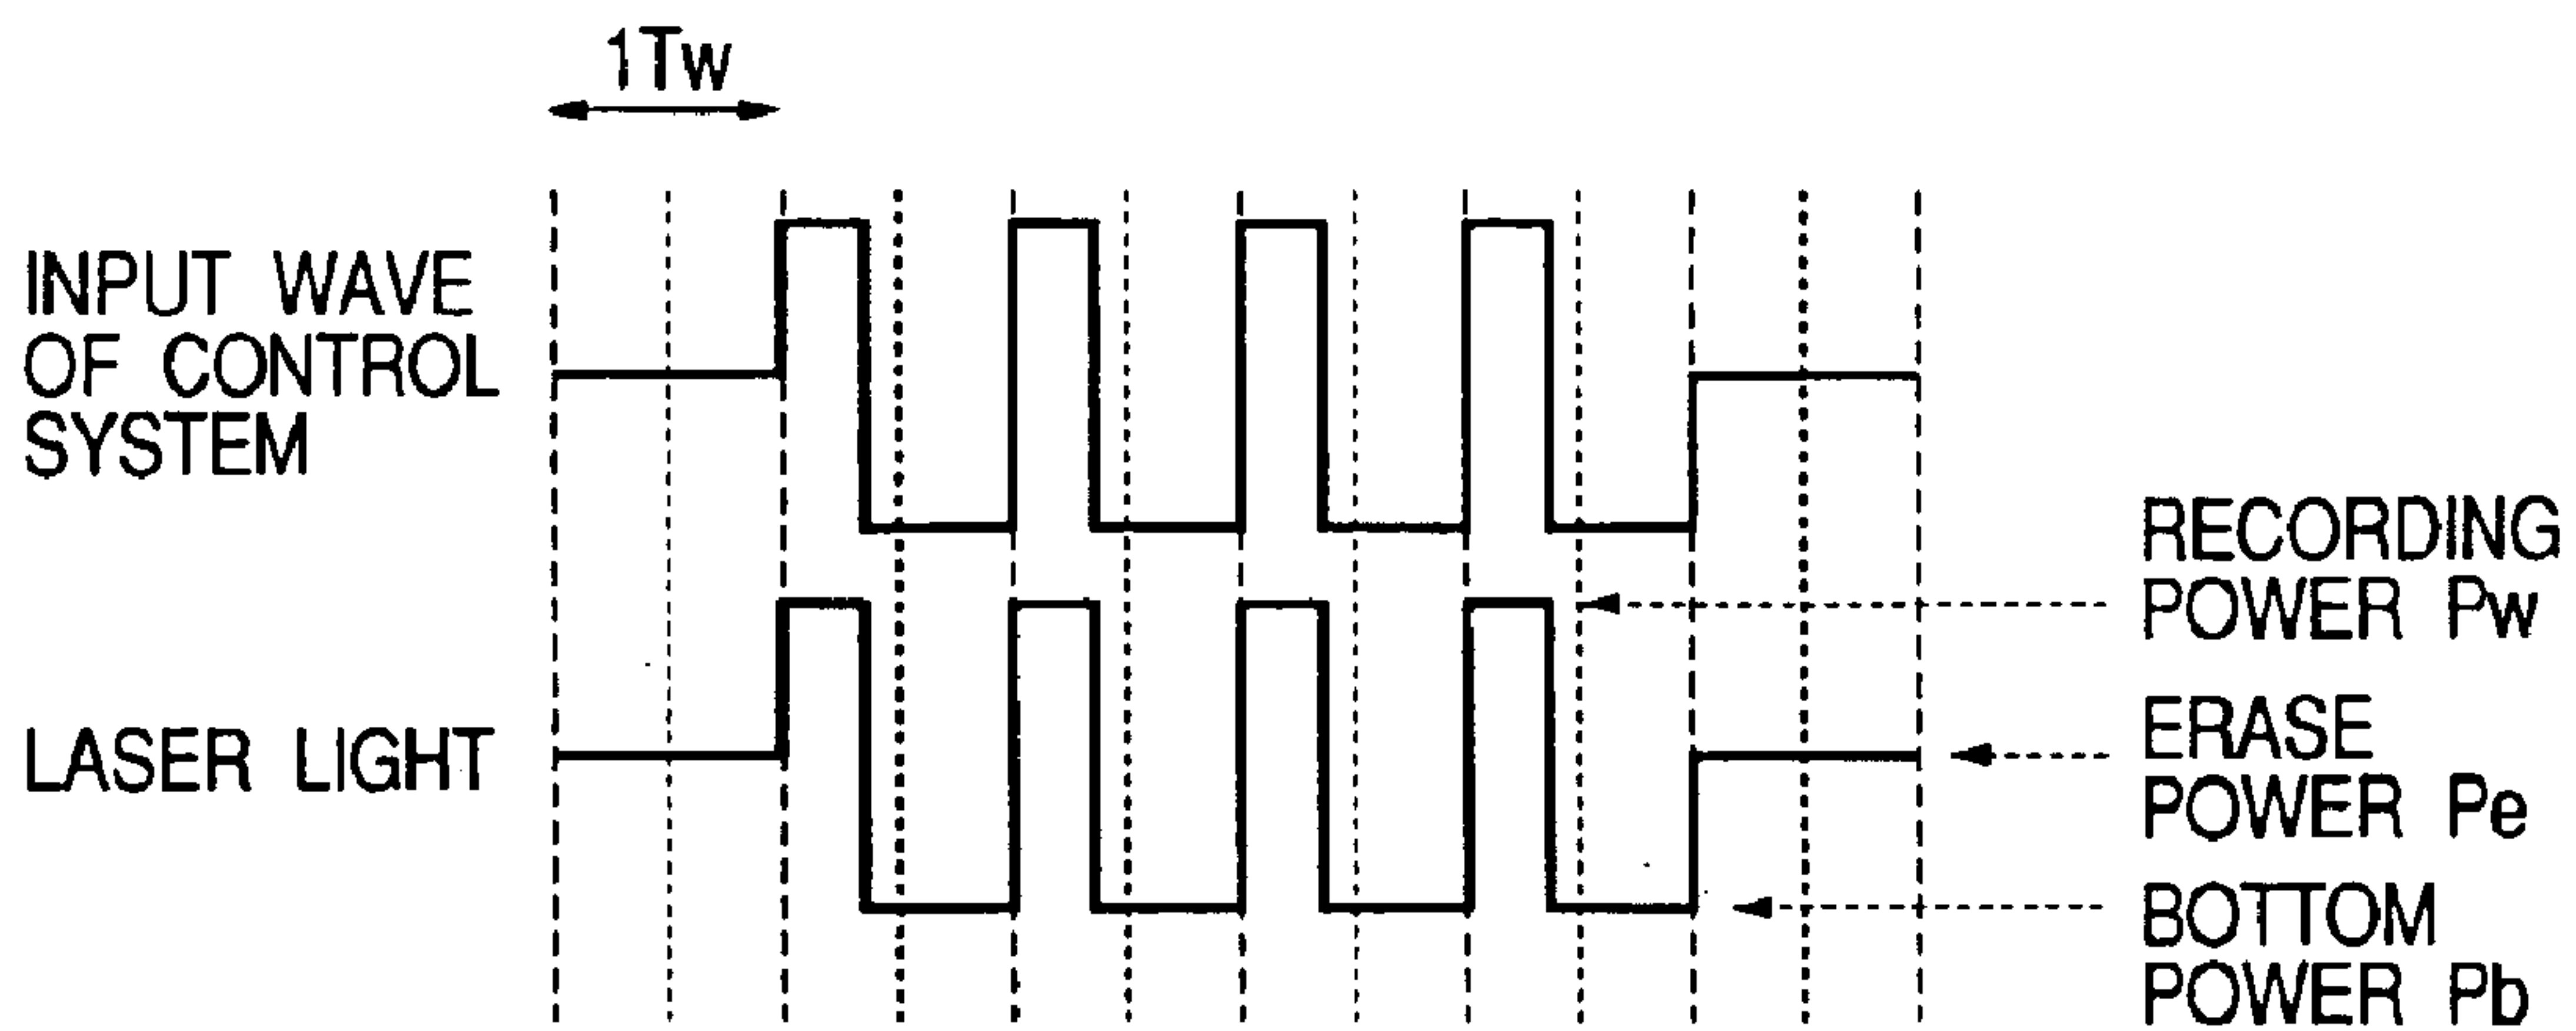 1Tw
INPUT WAVE
OF CONTROL
SYSTEM
RECORDING
POWER Pw
LASER LIGHT
ERASE
POWER Pe
BOTTOM
POWER Pb